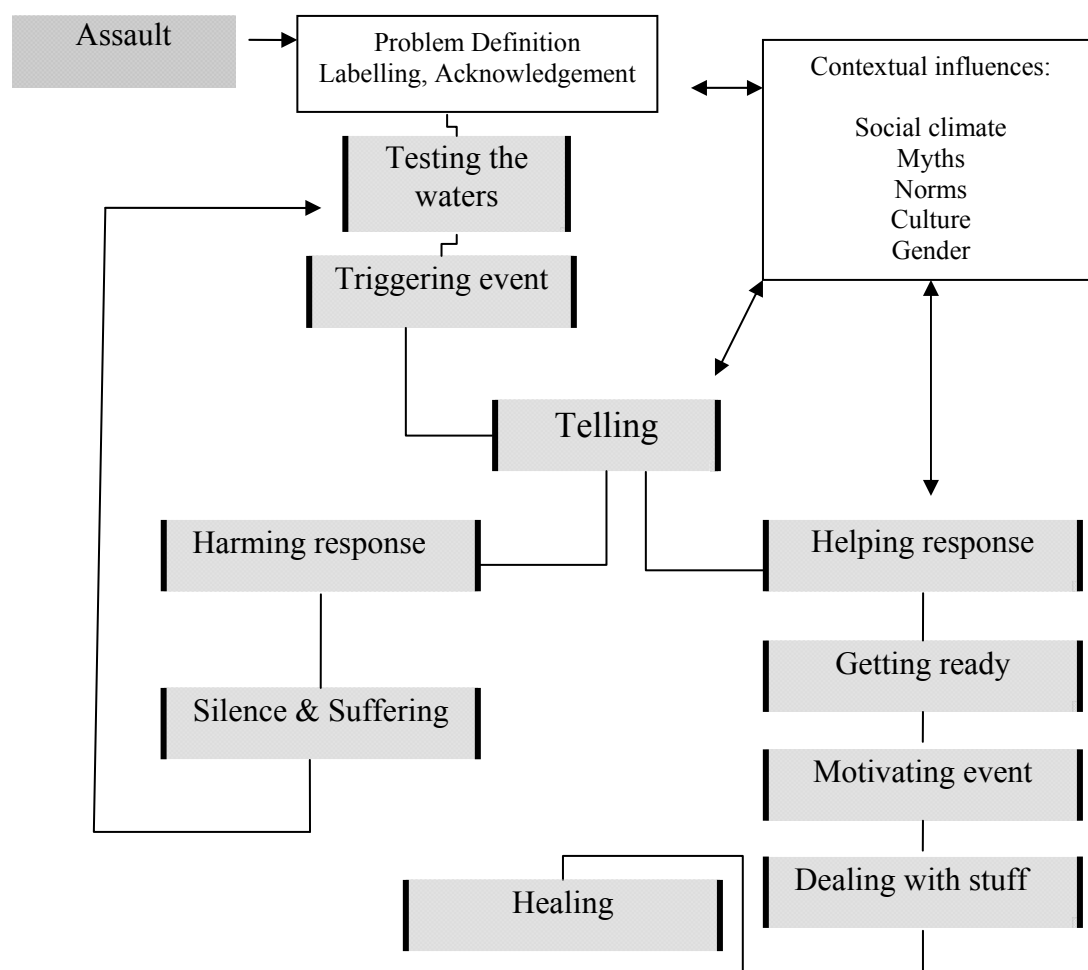 Assault
Problem Definition
Labelling, Acknowledgement
Contextual influences:
Social climate
Myths
Norms
Culture
Gender
Testing the
waters
Triggering event
Telling
Harming response
Helping response
Getting ready
Silence & Suffering
Motivating event
Dealing with stuff
Healing